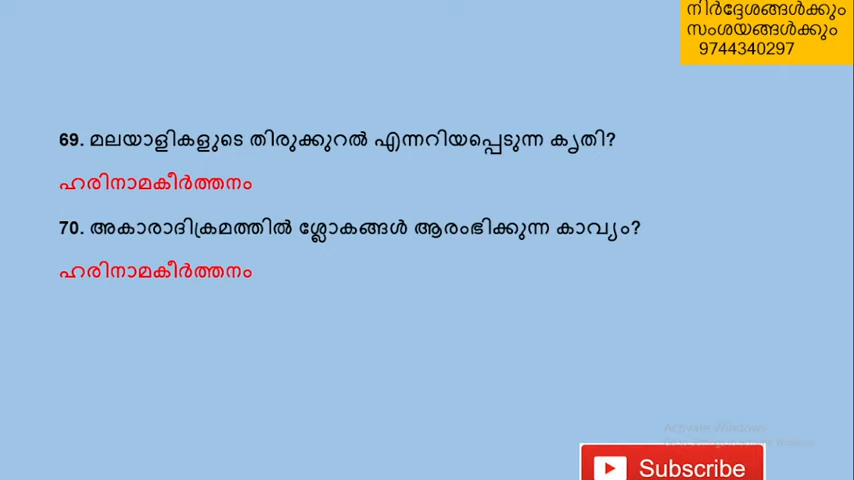 നിർദ്ദേശങ്ങൾക്കും
സംശയങ്ങൾക്കും
9744340297
69. മലയാളികളുടെ തിരുക്കുറൽ എന്നറിയപ്പെടുന്ന കൃതി?
ഹരിനാമകീർത്തനം
70. അകാരാദിക്രമത്തിൽ ശ്ലോകങ്ങൾ ആരംഭിക്കുന്ന കാവ്യം?
ഹരിനാമകീർത്തനം
Activate Windows
Subscribe